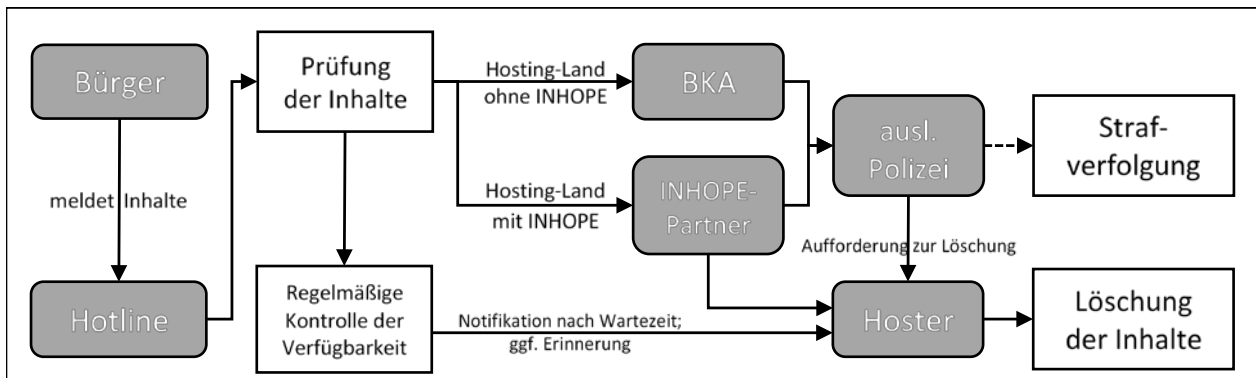 Bürger
meldet Inhalte
Hotline
Prüfung
der Inhalte
Regelmäßige
Kontrolle der
Verfügbarkeit
Hosting-Land
ohne INHOPE
BKA
Hosting-Land
mit INHOPE
INHOPE-
Partner
ausl.
Polizei
Straf-
verfolgung
Aufforderung zur Löschung
Notifikation nach Wartezeit;
ggf. Erinnerung
Hoster
Löschung
der Inhalte